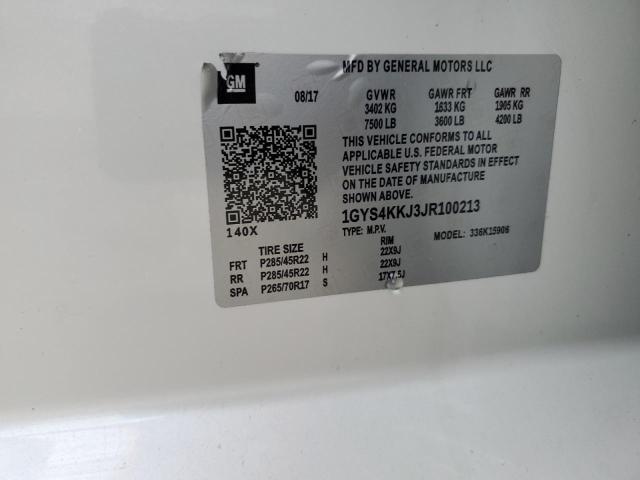 GM
MFD BY GENERAL MOTORS LLC
08/17
GVWR GAWR FRT GAWR RR
3402 KG 1633 KG 1905 KG
7500 LB 3600 LB 4200 LB
THIS VEHICLE CONFORMS TO ALL
APPLICABLE U.S. FEDERAL MOTOR
VEHICLE SAFETY STANDARDS IN EFFECT
ON THE DATE OF MANUFACTURE
SHOWN ABOVE.
1GYS4KKJ3JR100213
140X
TYPE: M.P.V. MODEL: 336K15906
TIRE SIZE RIM
FRT P285/45R22 H 22X9J
RR P285/45R22 H 22X9J
SPA P265/70R17 S 17X7.5J